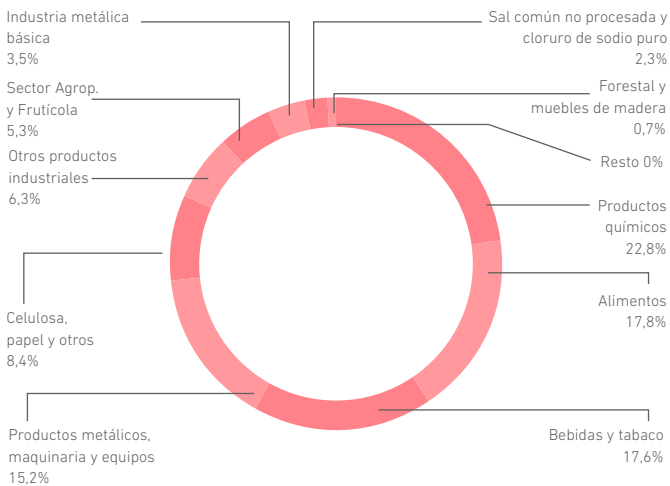 Industria metálica
básica
3,5%
Sal común no procesada y
cloruro de sodio puro
2,3%
Sector Agrop.
y Frutícola
5,3%
Forestal y
muebles de madera
0,7%
Otros productos
industriales
6,3%
Resto 0%
Productos
químicos
22,8%
Alimentos
17,8%
Celulosa,
papel y otros
8,4%
Productos metálicos,
maquinaria y equipos
15,2%
Bebidas y tabaco
17,6%